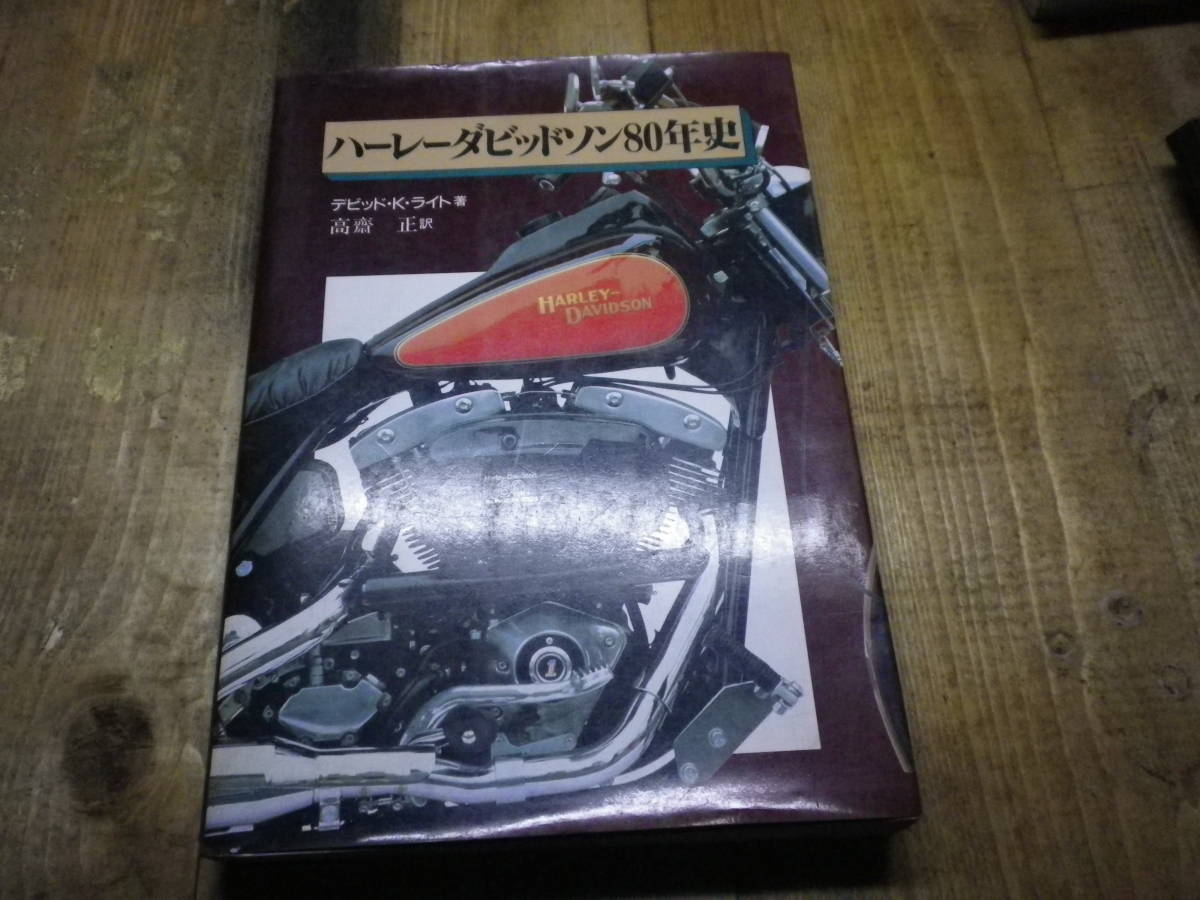 ハーレーダビッドソン80年史
デビッド・K・ライト著
高齋 正訳
HARLEY-
DAVIDSON
1